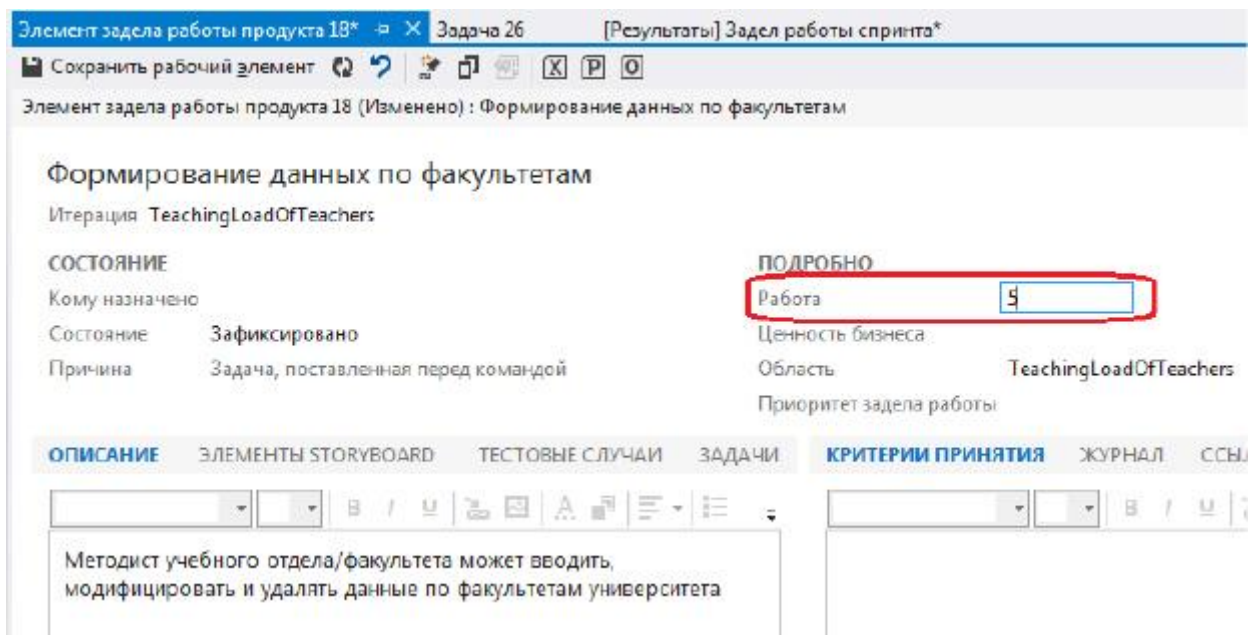 Элемент задела работы продукта 18* Задача 26 [Результаты] Задел работы спринта*
Сохранить рабочий элемент
Элемент задела работы продукта 18 (Изменено) : Формирование данных по факультетам
Формирование данных по факультетам
Итерация TeachingLoadOfTeachers
СОСТОЯНИЕ ПОДРОБНО
Кому назначено Работа 5
Состояние Зафиксировано Ценность бизнеса
Причина Задача, поставленная перед командой Область TeachingLoadOfTeachers
Приоритет задела работы
ОПИСАНИЕ ЭЛЕМЕНТЫ STORYBOARD ТЕСТОВЫЕ СЛУЧАИ ЗАДАЧИ КРИТЕРИИ ПРИНЯТИЯ ЖУРНАЛ ССЫЛ
Методист учебного отдела/факультета может вводить,
модифицировать и удалять данные по факультетам университета